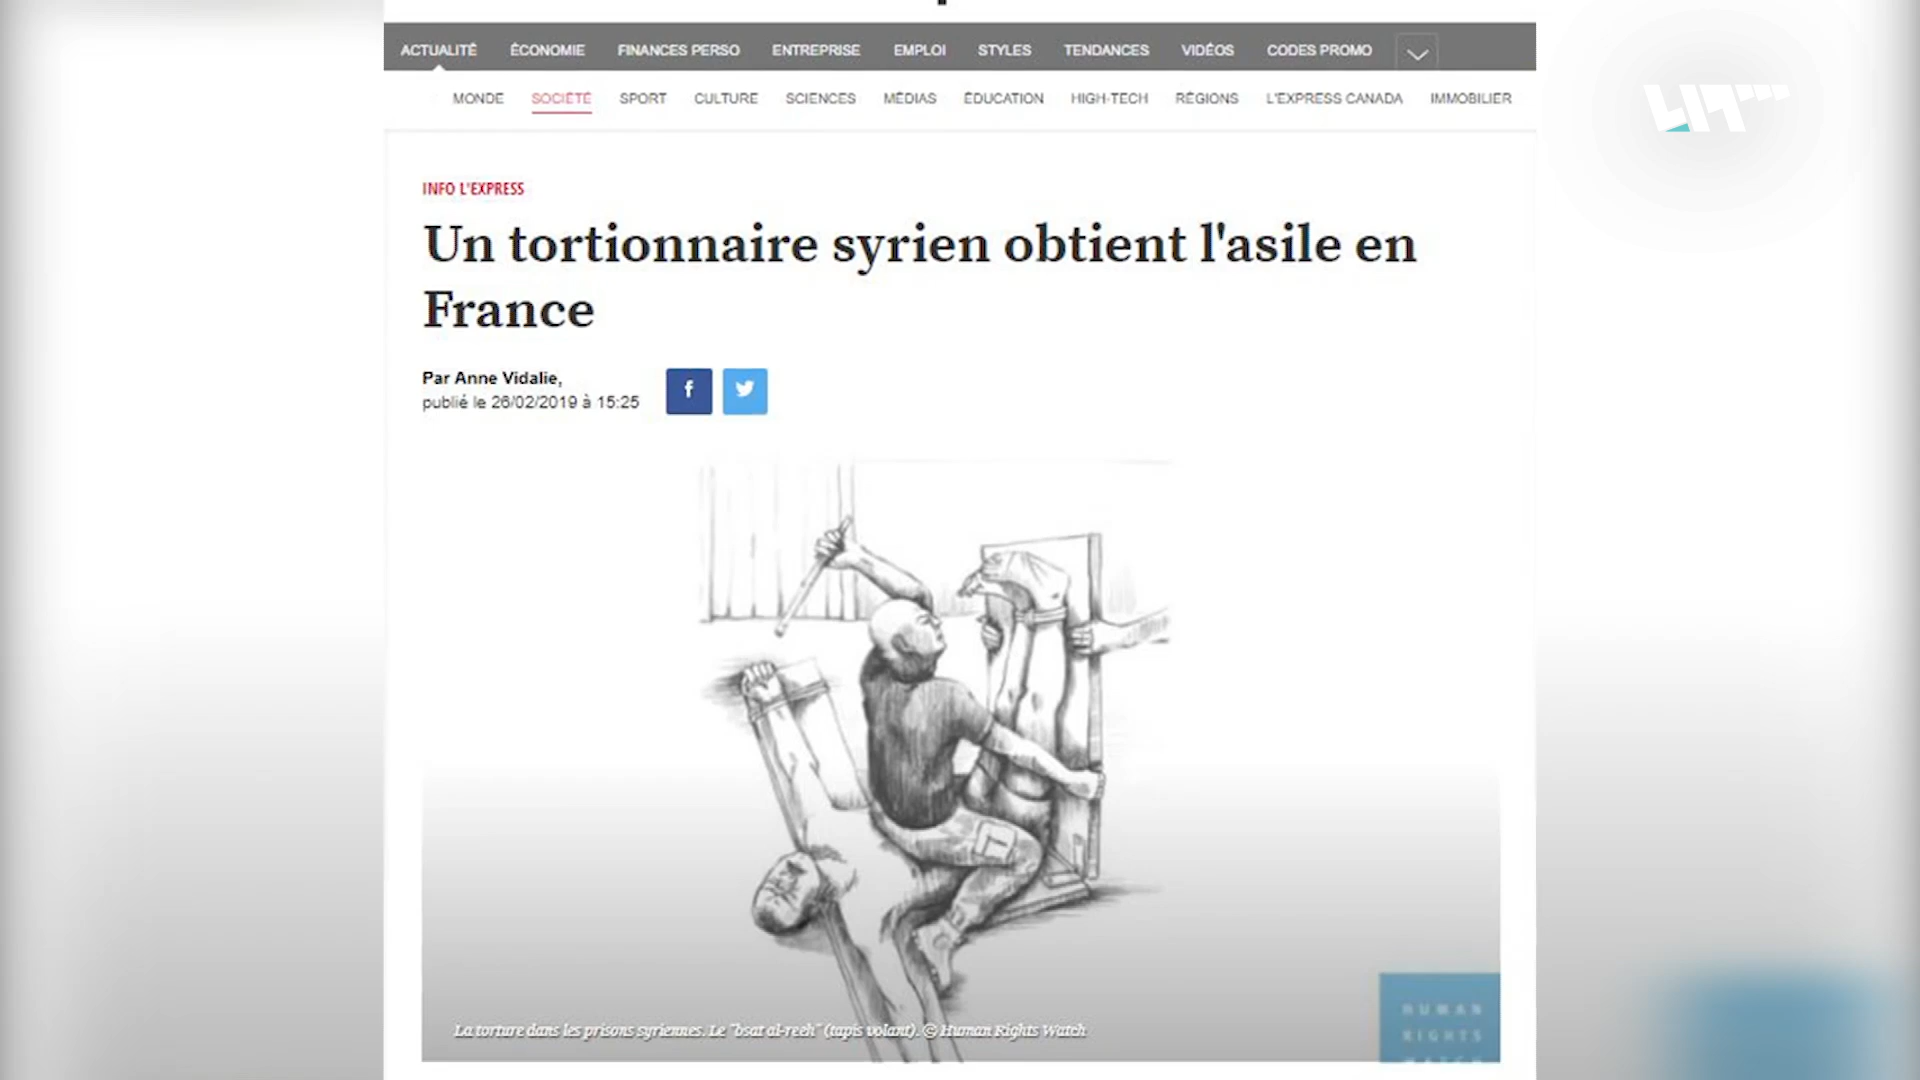 ACTUALITÉ ÉCONOMIE FINANCES PERSO ENTREPRISE EMPLOI STYLES TENDANCES VIDÉOS CODES PROMO
MONDE SOCIÉTÉ SPORT CULTURE SCIENCES MÉDIAS ÉDUCATION HIGH-TECH RÉGIONS L'EXPRESS CANADA IMMOBILIER
INFO L'EXPRESS
Un tortionnaire syrien obtient l'asile en
France
Par Anne Vidalie,
publié le 26/02/2019 à 15:25
La torture dans les prisons syriennes. Le "bsat al-reeh" (tapis volant). © Human Rights Watch
HUMAN
RIGHTS
WATCH